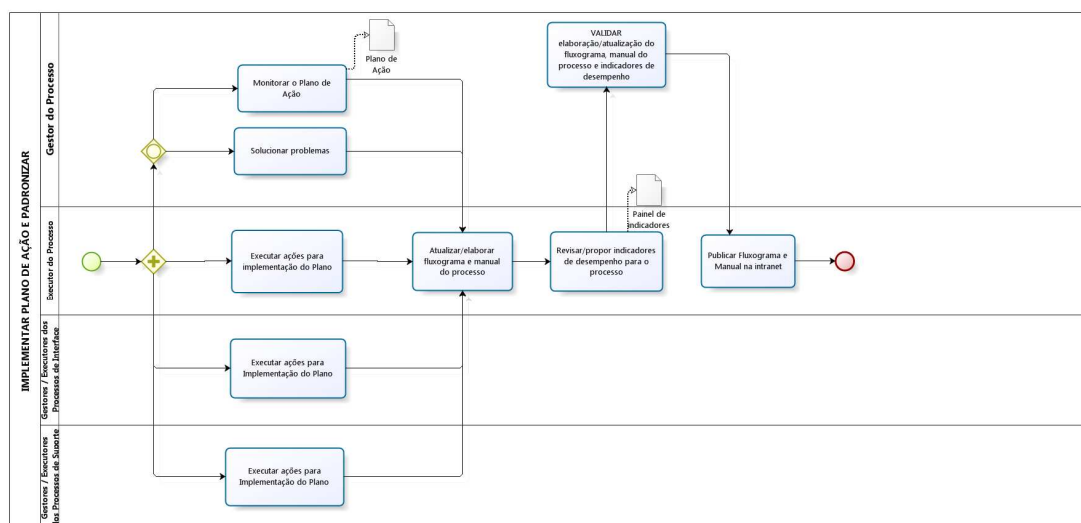 IMPLEMENTAR PLANO DE AÇÃO E PADRONIZAR
Gestor do Processo
Monitorar o Plano de
Ação
Plano de
Ação
Solucionar problemas
VALIDAR
elaboração/atualização do
fluxograma, manual do
processo e indicadores de
desempenho
Executor do Processo
Executar ações para
implementação do Plano
Atualizar/elaborar
fluxograma e manual
do processo
Painel de
indicadores
Revisar/propor indicadores
de desempenho para o
processo
Publicar Fluxograma e
Manual na intranet
Gestores / Executores dos
Processos de Interface
Executar ações para
Implementação do Plano
Gestores / Executores
dos Processos de Suporte
Executar ações para
Implementação do Plano